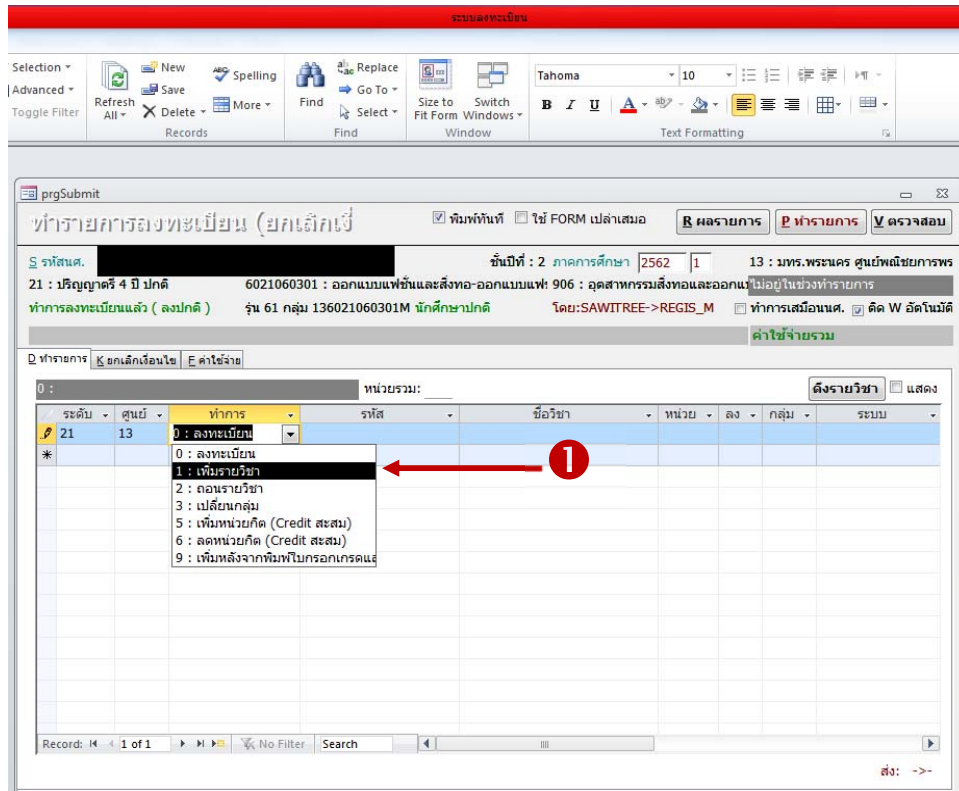 ระบบลงทะเบียน
Selection New Spelling Replace Tahoma 10
Advanced Save Go To
Toggle Filter Refresh All Delete More Find Select Size to Fit Form Switch Windows B I U A
Records Find Window Text Formatting
prgSubmit
ทำรายการลงทะเบียน (ยกเลิกเงื่ พิมพ์ทันที ใช้ FORM เปล่าเสมอ R ผลรายการ P ทำรายการ V ตรวจสอบ
S รหัสนศ. ชั้นปีที่ : 2 ภาคการศึกษา 2562 1 13 : มทร.พระนคร ศูนย์พณิชยการพร
21 : ปริญญาตรี 4 ปี ปกติ 6021060301 : ออกแบบแฟชั่นและสิ่งทอ-ออกแบบแฟ 906 : อุตสาหกรรมสิ่งทอและออกแ ไม่อยู่ในช่วงทำรายการ
ทำการลงทะเบียนแล้ว ( ลงปกติ ) รุ่น 61 กลุ่ม 136021060301M นักศึกษาปกติ โดย:SAWITREE->REGIS_M ทำการเสมือนนศ. ติด W อัตโนมัติ
ค่าใช้จ่ายรวม
D ทำรายการ K ยกเลิกเงื่อนไข F ค่าใช้จ่าย
0 : หน่วยรวม: ดึงรายวิชา แสดง
ระดับ ศูนย์ ทำการ รหัส ชื่อวิชา หน่วย ลง กลุ่ม ระบบ
21 13 0 : ลงทะเบียน
0 : ลงทะเบียน
1 : เพิ่มรายวิชา
1
2 : ถอนรายวิชา
3 : เปลี่ยนกลุ่ม
5 : เพิ่มหน่วยกิต (Credit สะสม)
6 : ลดหน่วยกิต (Credit สะสม)
9 : เพิ่มหลังจากพิมพ์ใบกรอกเกรดแล
Record: 1 of 1 No Filter Search
ส่ง: ->-